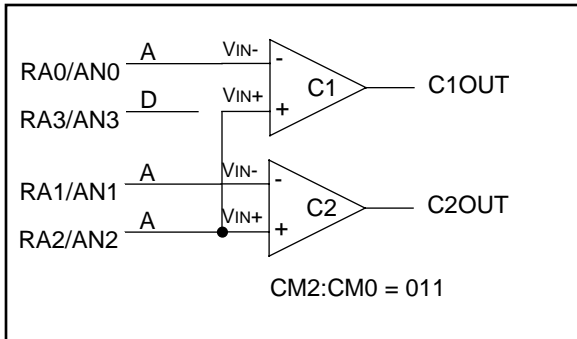 RA0/AN0 A VIN- - C1 C1OUT
RA3/AN3 D VIN+ +
RA1/AN1 A VIN- - C2 C2OUT
RA2/AN2 A VIN+ +
CM2:CM0 = 011